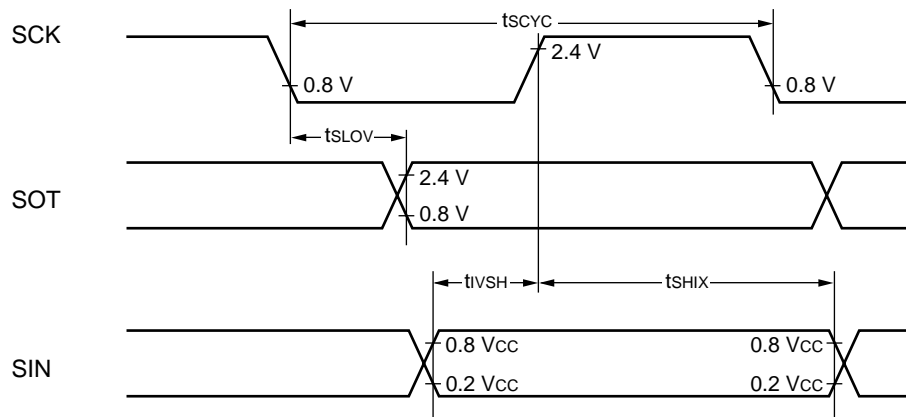 tSCYC
SCK
2.4 V
0.8 V
0.8 V
tSLOV
SOT
2.4 V
0.8 V
tIVSH
tSHIX
SIN
0.8 VCC
0.8 VCC
0.2 VCC
0.2 VCC